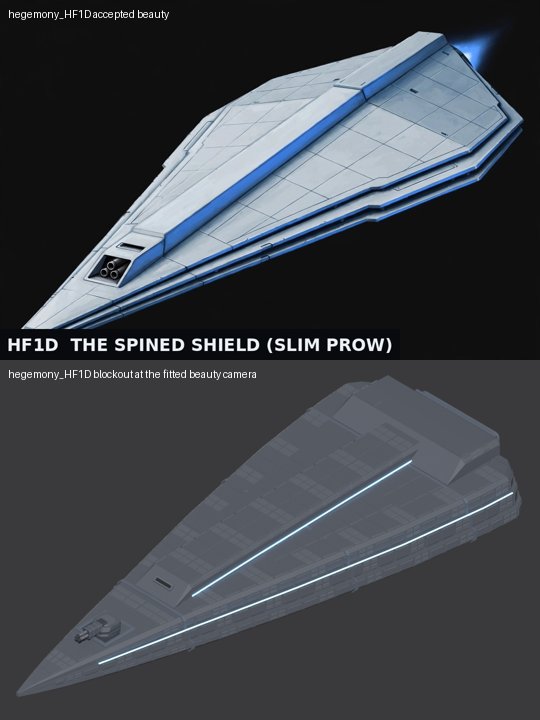 hegemony_HF1D accepted beauty
HF1D THE SPINED SHIELD (SLIM PROW)
hegemony_HF1D blockout at the fitted beauty camera